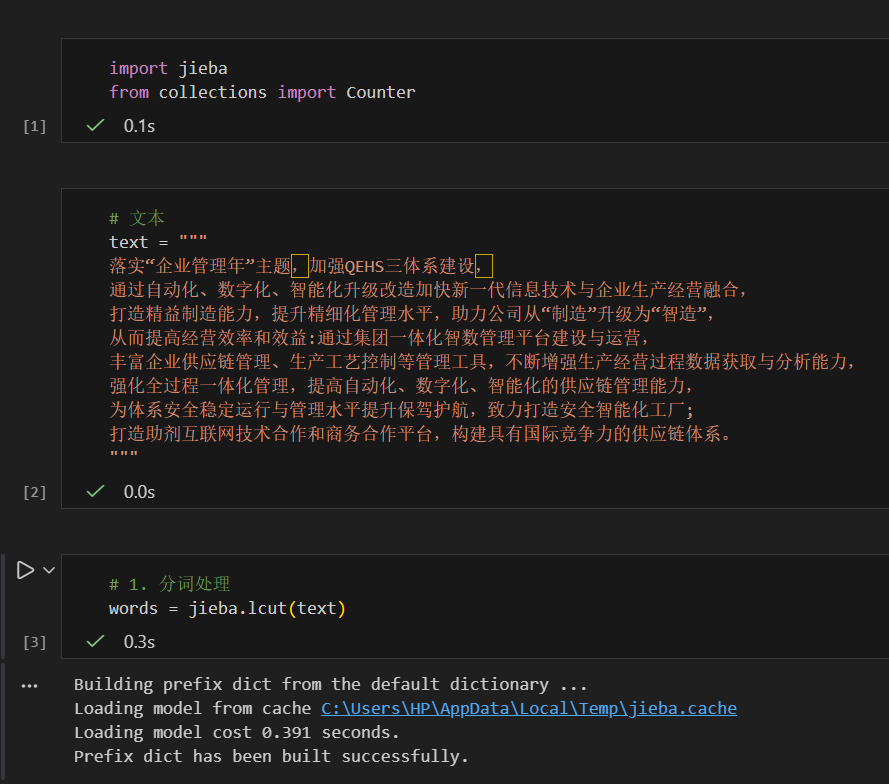 import jieba
from collections import Counter
[1]
0.1s
# 文本
text = """
落实“企业管理年”主题，加强QEHS三体系建设，
通过自动化、数字化、智能化升级改造加快新一代信息技术与企业生产经营融合，
打造精益制造能力，提升精细化管理水平，助力公司从“制造”升级为“智造”，
从而提高经营效率和效益:通过集团一体化智数管理平台建设与运营，
丰富企业供应链管理、生产工艺控制等管理工具，不断增强生产经营过程数据获取与分析能力，
强化全过程一体化管理，提高自动化、数字化、智能化的供应链管理能力，
为体系安全稳定运行与管理水平提升保驾护航，致力打造安全智能化工厂；
打造助剂互联网技术合作和商务合作平台，构建具有国际竞争力的供应链体系。
"""
[2]
0.0s
# 1. 分词处理
words = jieba.lcut(text)
[3]
0.3s
...
Building prefix dict from the default dictionary ...
Loading model from cache C:\Users\HP\AppData\Local\Temp\jieba.cache
Loading model cost 0.391 seconds.
Prefix dict has been built successfully.